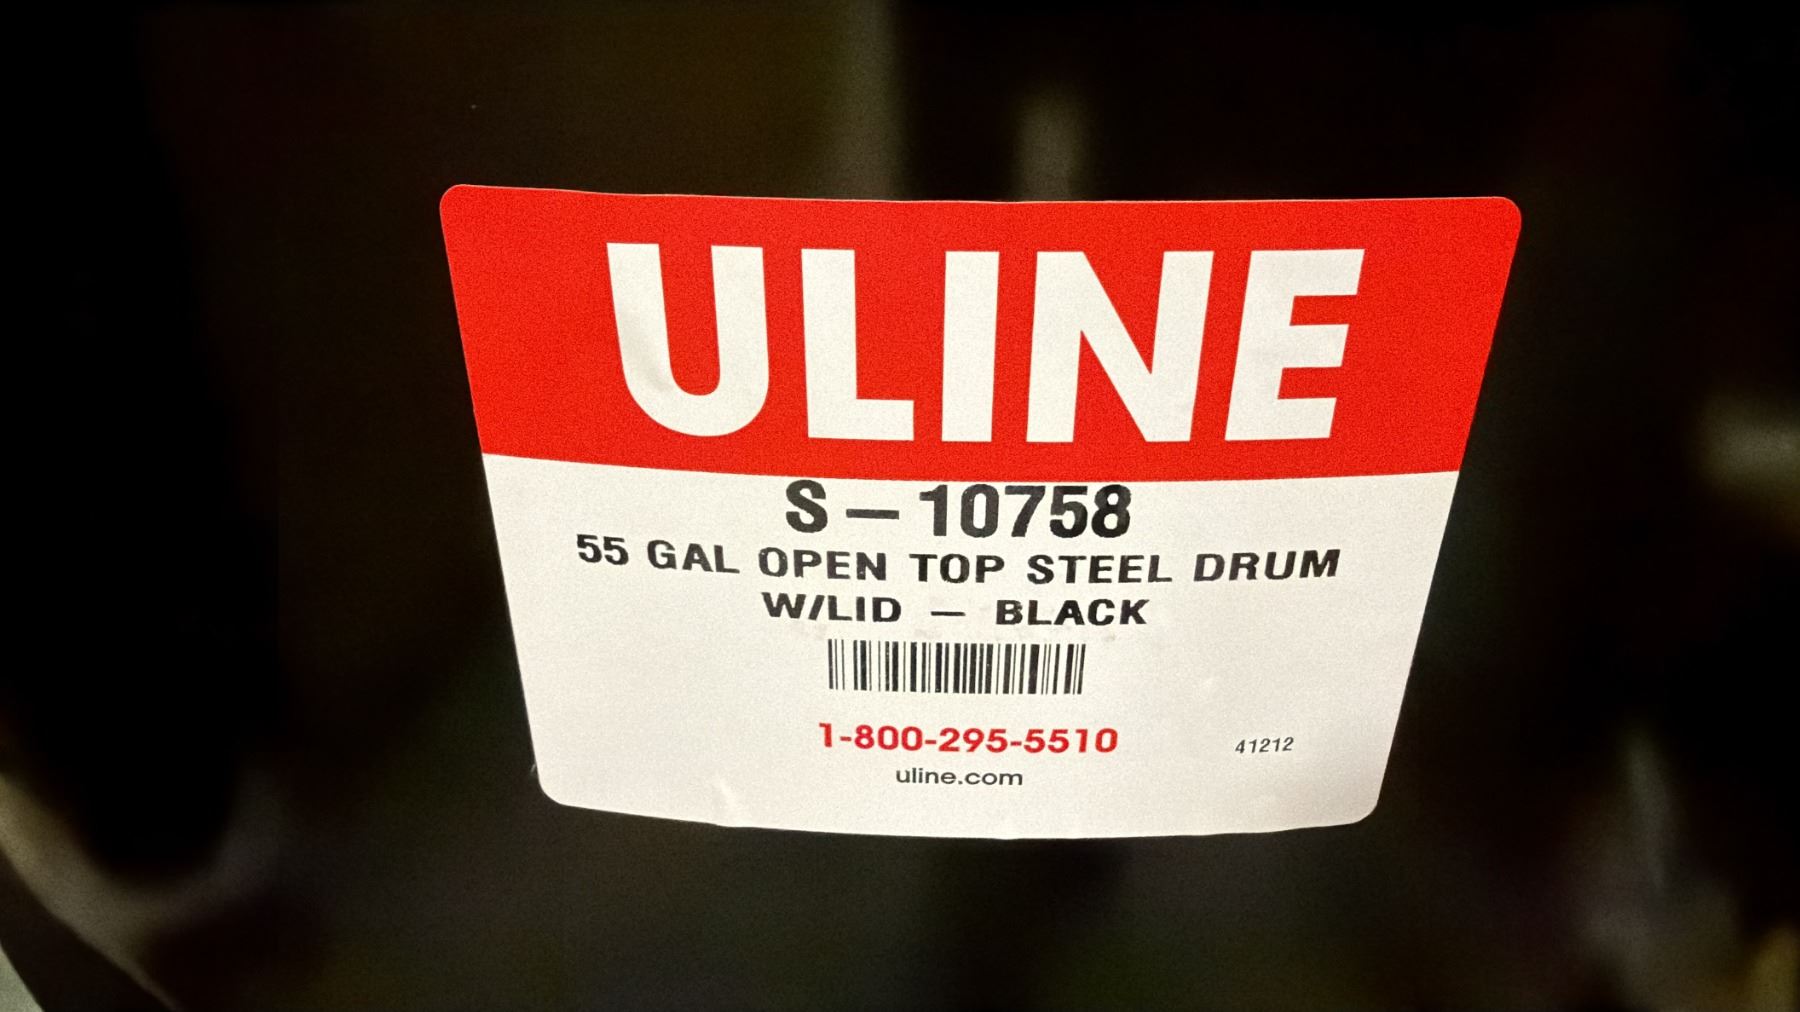 ULINE
S-10758
55 GAL OPEN TOP STEEL DRUM
W/LID - BLACK
1-800-295-5510
41212
uline.com